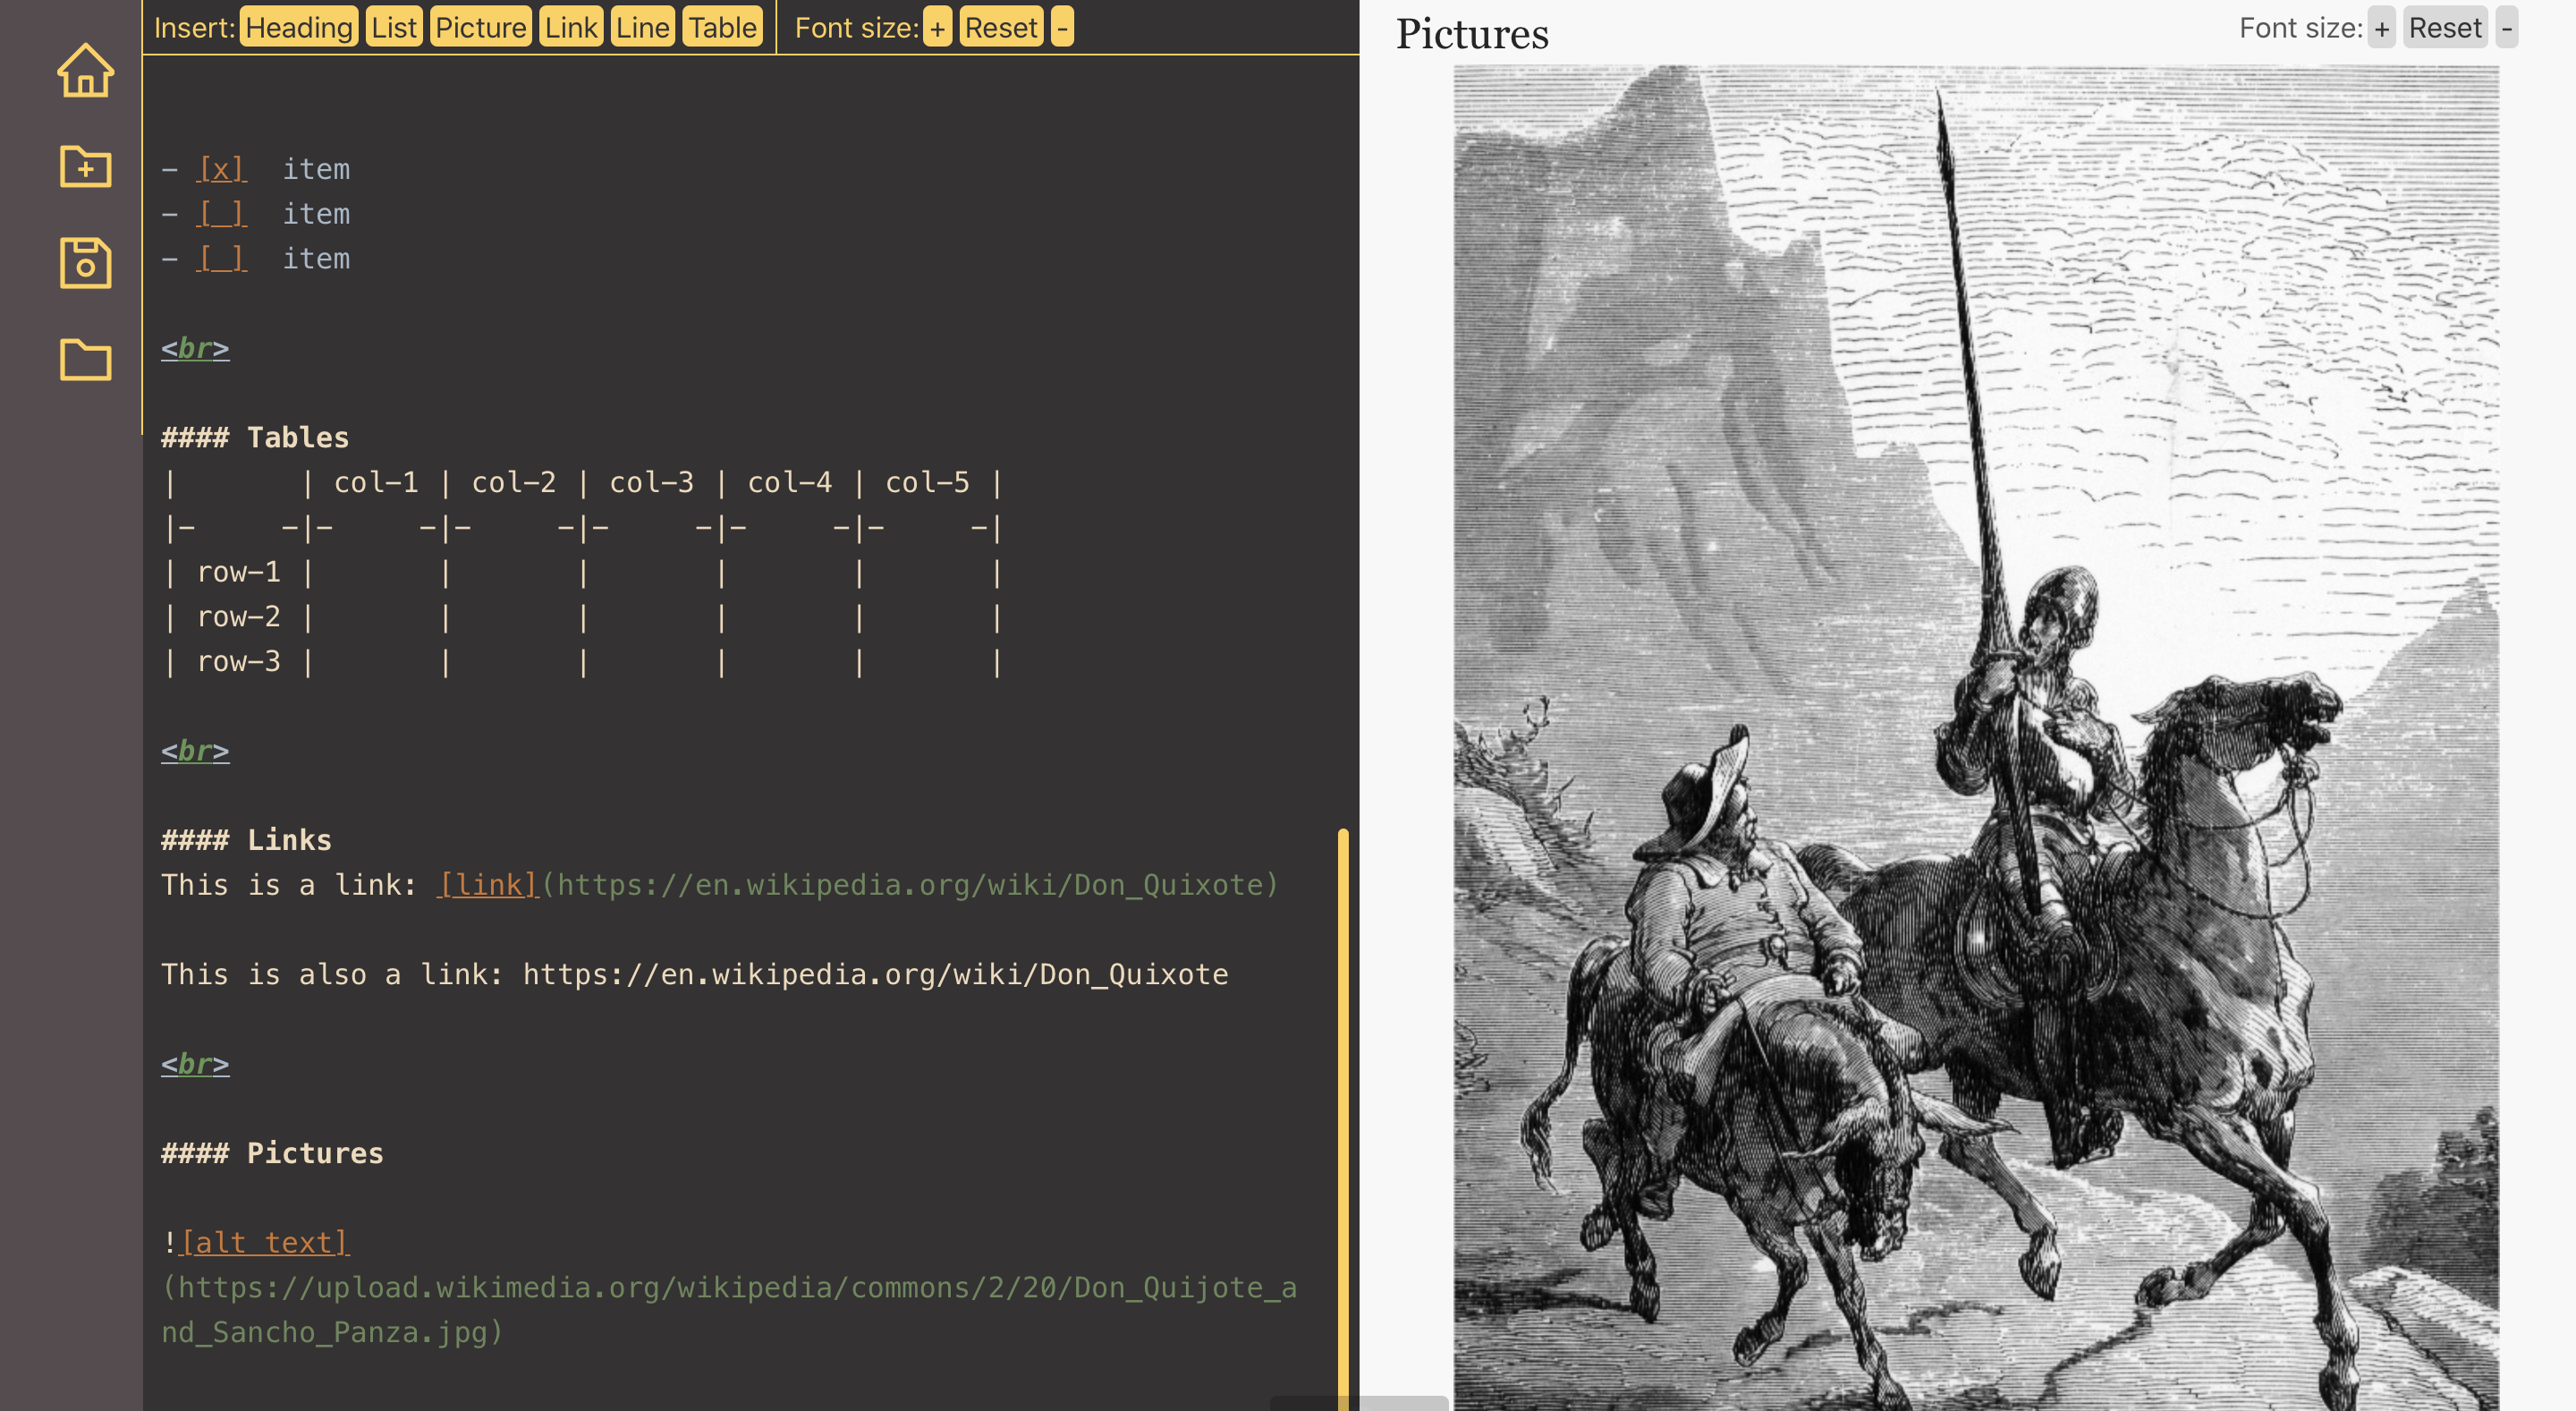 Insert: Heading List Picture Link Line Table Font size: + Reset -
- [x]  item
- [ ]  item
- [ ]  item
<br>
#### Tables
|       | col-1 | col-2 | col-3 | col-4 | col-5 |
|-     -|-     -|-     -|-     -|-     -|-     -|
| row-1 |       |       |       |       |       |
| row-2 |       |       |       |       |       |
| row-3 |       |       |       |       |       |
<br>
#### Links
This is a link: [link](https://en.wikipedia.org/wiki/Don_Quixote)
This is also a link: https://en.wikipedia.org/wiki/Don_Quixote
<br>
#### Pictures
![alt text]
(https://upload.wikimedia.org/wikipedia/commons/2/20/Don_Quijote_a
nd_Sancho_Panza.jpg)
Pictures
Font size: + Reset -